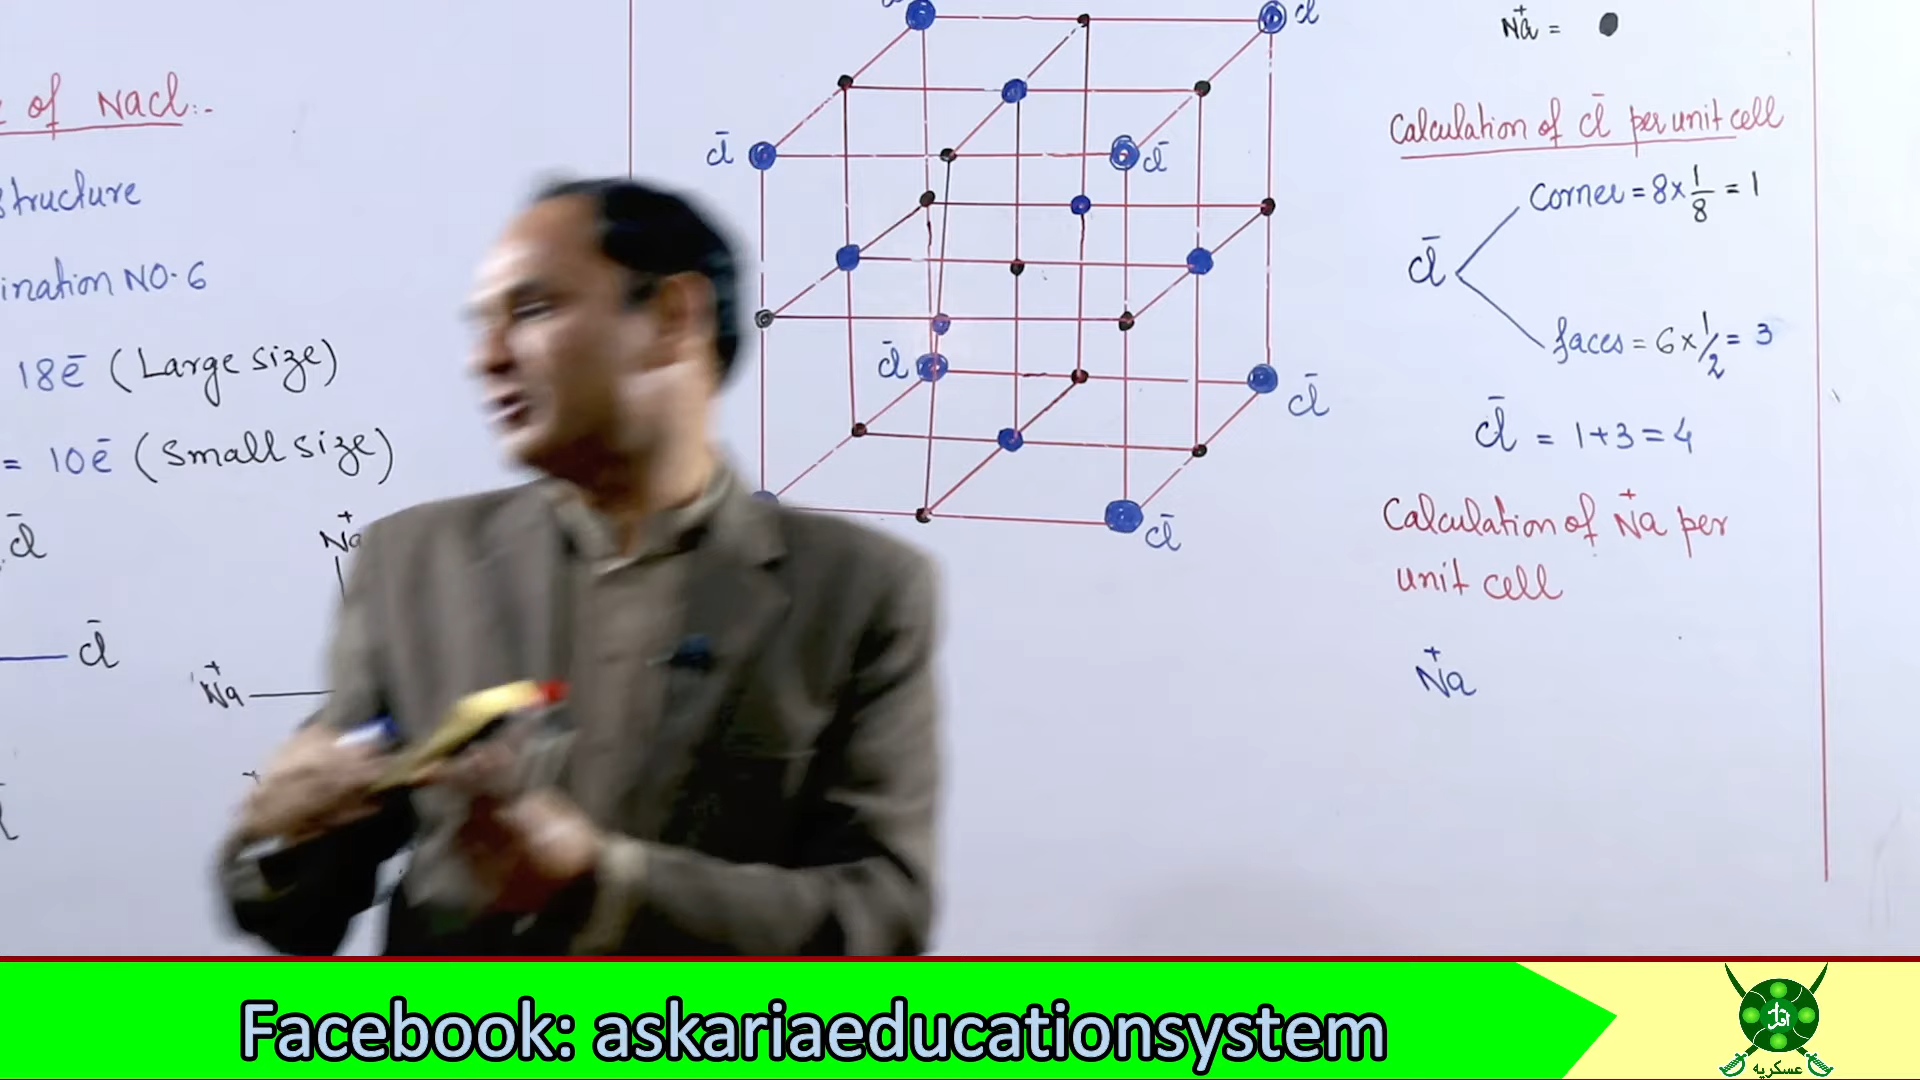 of NaCl:-
Structure
ination NO.6
18ē (Large size)
= 10ē (Small size)
Cl̄
Cl̄
Na⁺
Na⁺
Cl
Cl̄
Cl̄
Cl̄
Cl̄
Cl̄
Na⁺ =
Calculation of Cl̄ per unit cell
Corner = 8×1/8 = 1
Cl̄
faces = 6×1/2 = 3
Cl̄ = 1+3=4
Calculation of Na⁺ per
unit cell
Na⁺
Facebook: askariaeducationsystem
اقرا
عسکریه